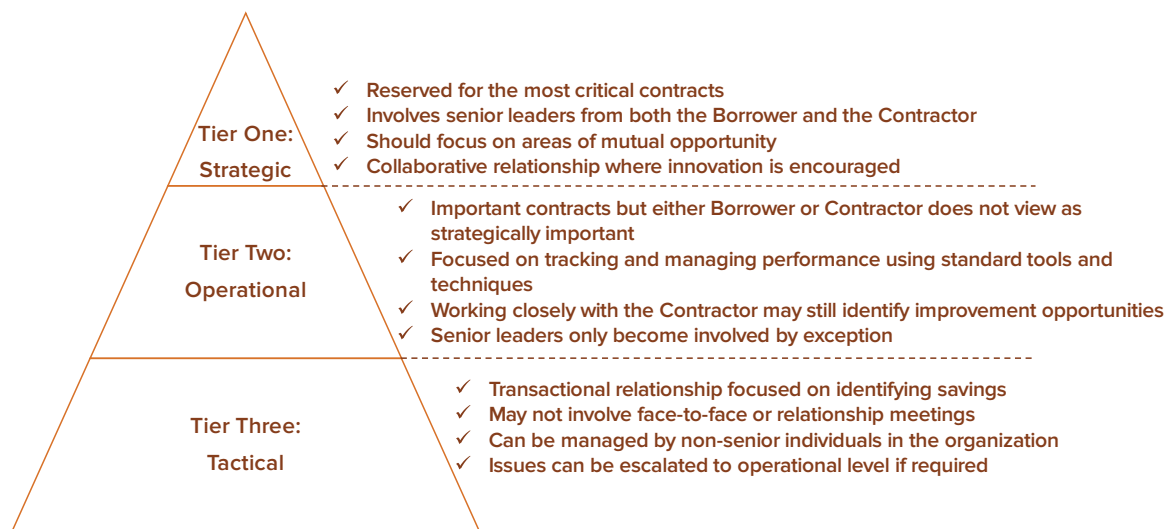 Tier One:
Strategic
✓ Reserved for the most critical contracts
✓ Involves senior leaders from both the Borrower and the Contractor
✓ Should focus on areas of mutual opportunity
✓ Collaborative relationship where innovation is encouraged
Tier Two:
Operational
✓ Important contracts but either Borrower or Contractor does not view as
strategically important
✓ Focused on tracking and managing performance using standard tools and
techniques
✓ Working closely with the Contractor may still identify improvement opportunities
✓ Senior leaders only become involved by exception
Tier Three:
Tactical
✓ Transactional relationship focused on identifying savings
✓ May not involve face-to-face or relationship meetings
✓ Can be managed by non-senior individuals in the organization
✓ Issues can be escalated to operational level if required